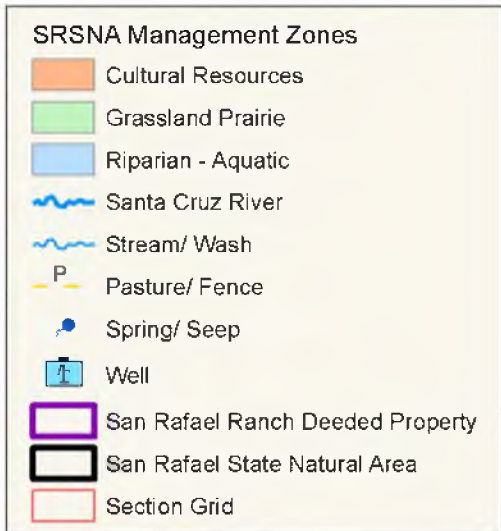 SRSNA Management Zones
Cultural Resources
Grassland Prairie
Riparian - Aquatic
Santa Cruz River
Stream/ Wash
P
Pasture/ Fence
Spring/ Seep
Well
San Rafael Ranch Deeded Property
San Rafael State Natural Area
Section Grid